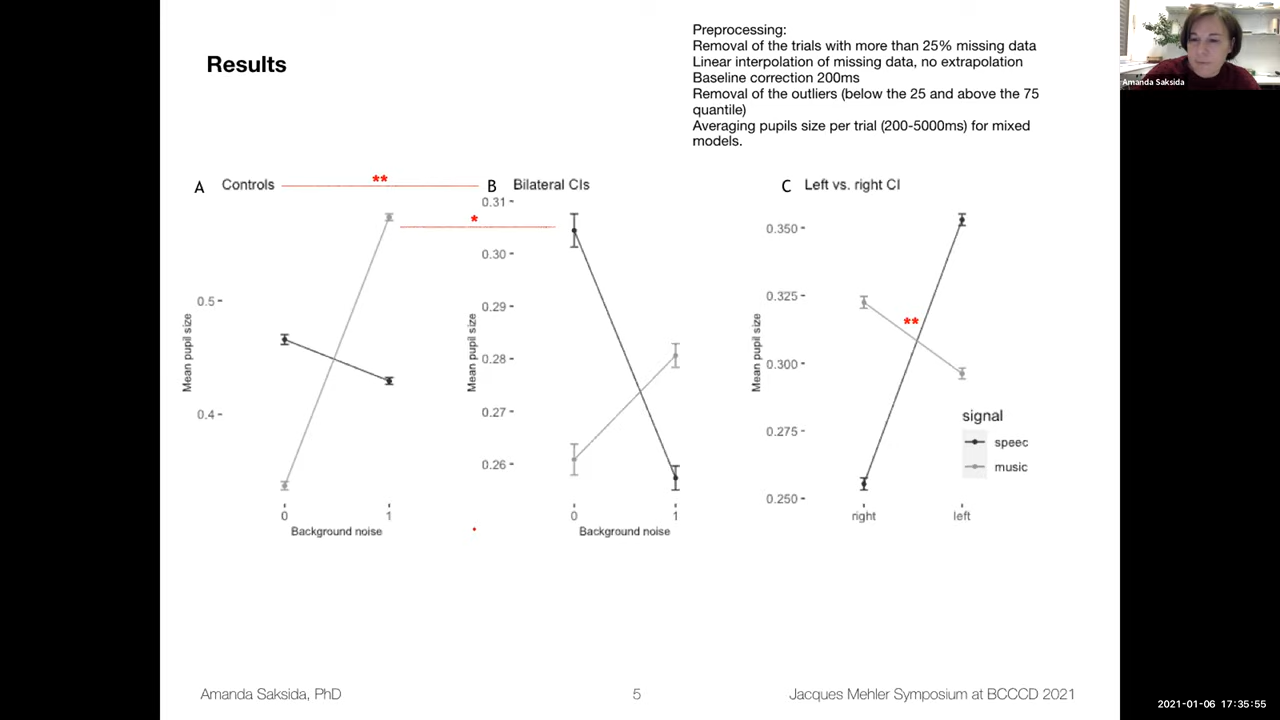 Results
Preprocessing:
Removal of the trials with more than 25% missing data
Linear interpolation of missing data, no extrapolation
Baseline correction 200ms
Removal of the outliers (below the 25 and above the 75
quantile)
Averaging pupils size per trial (200-5000ms) for mixed
models.
Amanda Saksida
A Controls
**
B Bilateral CIs
*
C Left vs. right CI
**
Mean pupil size
0.5
0.4
0 1
Background noise
Mean pupil size
0.31
0.30
0.29
0.28
0.27
0.26
0 1
Background noise
Mean pupil size
0.350
0.325
0.300
0.275
0.250
right left
signal
speec
music
Amanda Saksida, PhD
5
Jacques Mehler Symposium at BCCCD 2021
2021-01-06 17:35:55